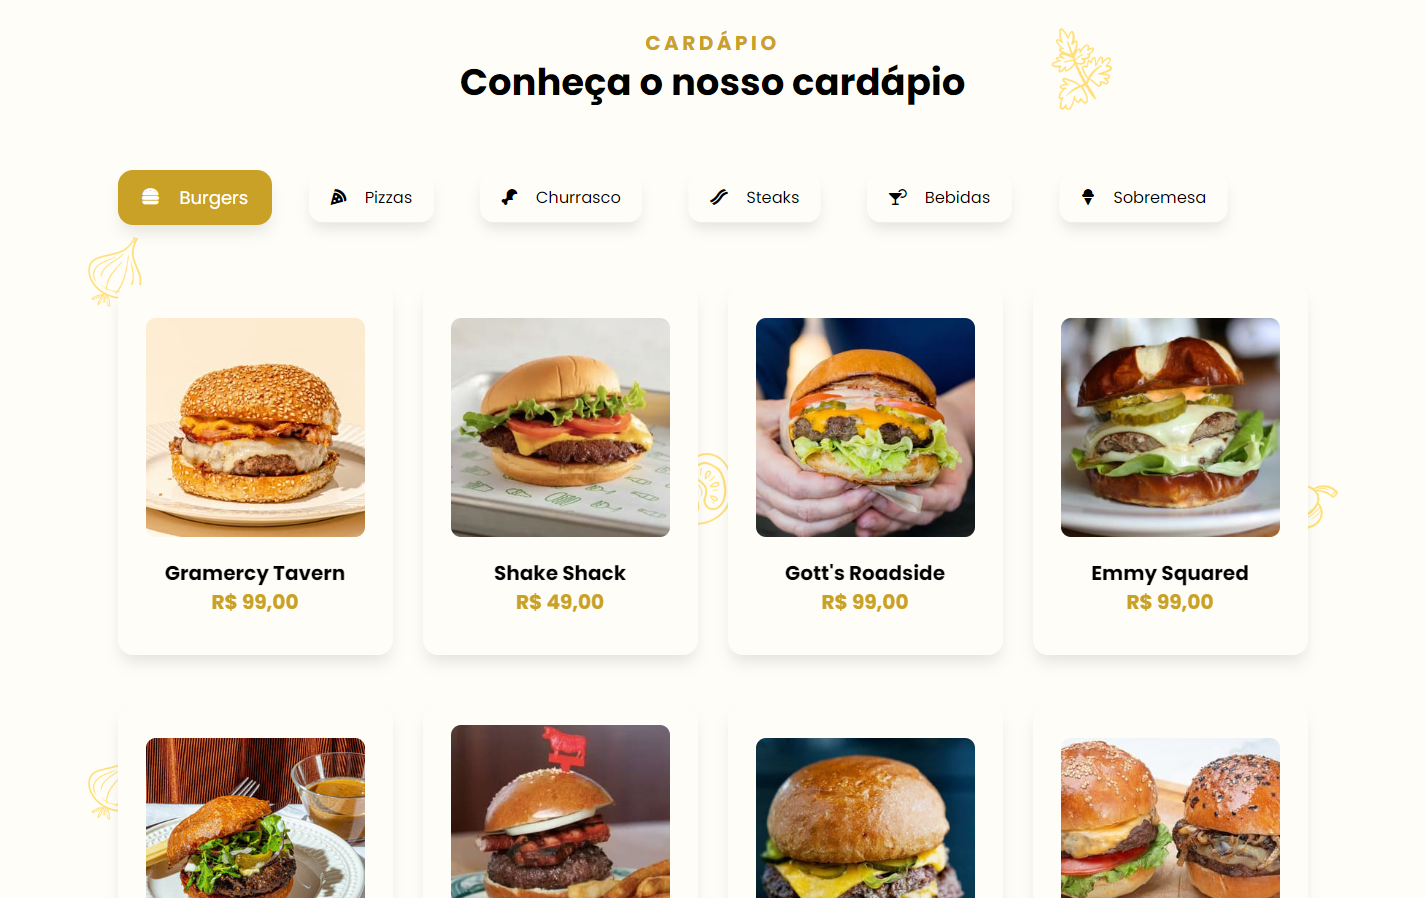 CARDÁPIO
Conheça o nosso cardápio
Burgers
Pizzas
Churrasco
Steaks
Bebidas
Sobremesa
Gramercy Tavern
R$ 99,00
Shake Shack
R$ 49,00
Gott's Roadside
R$ 99,00
Emmy Squared
R$ 99,00